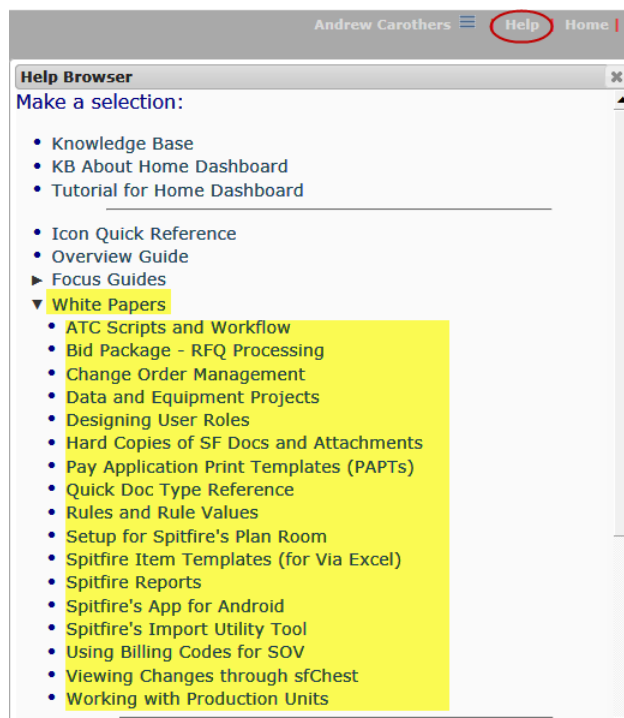 Andrew Carothers ☰ | Help | Home |
Help Browser
Make a selection:
• Knowledge Base
• KB About Home Dashboard
• Tutorial for Home Dashboard
• Icon Quick Reference
• Overview Guide
► Focus Guides
▼ White Papers
• ATC Scripts and Workflow
• Bid Package - RFQ Processing
• Change Order Management
• Data and Equipment Projects
• Designing User Roles
• Hard Copies of SF Docs and Attachments
• Pay Application Print Templates (PAPTs)
• Quick Doc Type Reference
• Rules and Rule Values
• Setup for Spitfire's Plan Room
• Spitfire Item Templates (for Via Excel)
• Spitfire Reports
• Spitfire's App for Android
• Spitfire's Import Utility Tool
• Using Billing Codes for SOV
• Viewing Changes through sfChest
• Working with Production Units